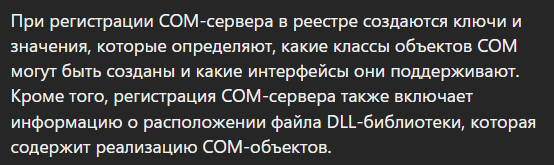 При регистрации COM-сервера в реестре создаются ключи и
значения, которые определяют, какие классы объектов COM
могут быть созданы и какие интерфейсы они поддерживают.
Кроме того, регистрация COM-сервера также включает
информацию о расположении файла DLL-библиотеки, которая
содержит реализацию COM-объектов.